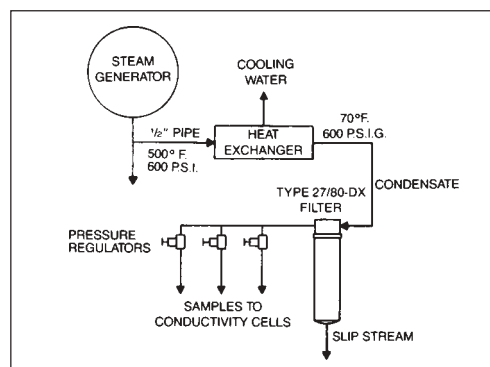 STEAM
GENERATOR
COOLING
WATER
½" PIPE
500° F.
600 P.S.I.
HEAT
EXCHANGER
70°F.
600 P.S.I.G.
CONDENSATE
TYPE 27/80-DX
FILTER
PRESSURE
REGULATORS
SAMPLES TO
CONDUCTIVITY CELLS
SLIP STREAM